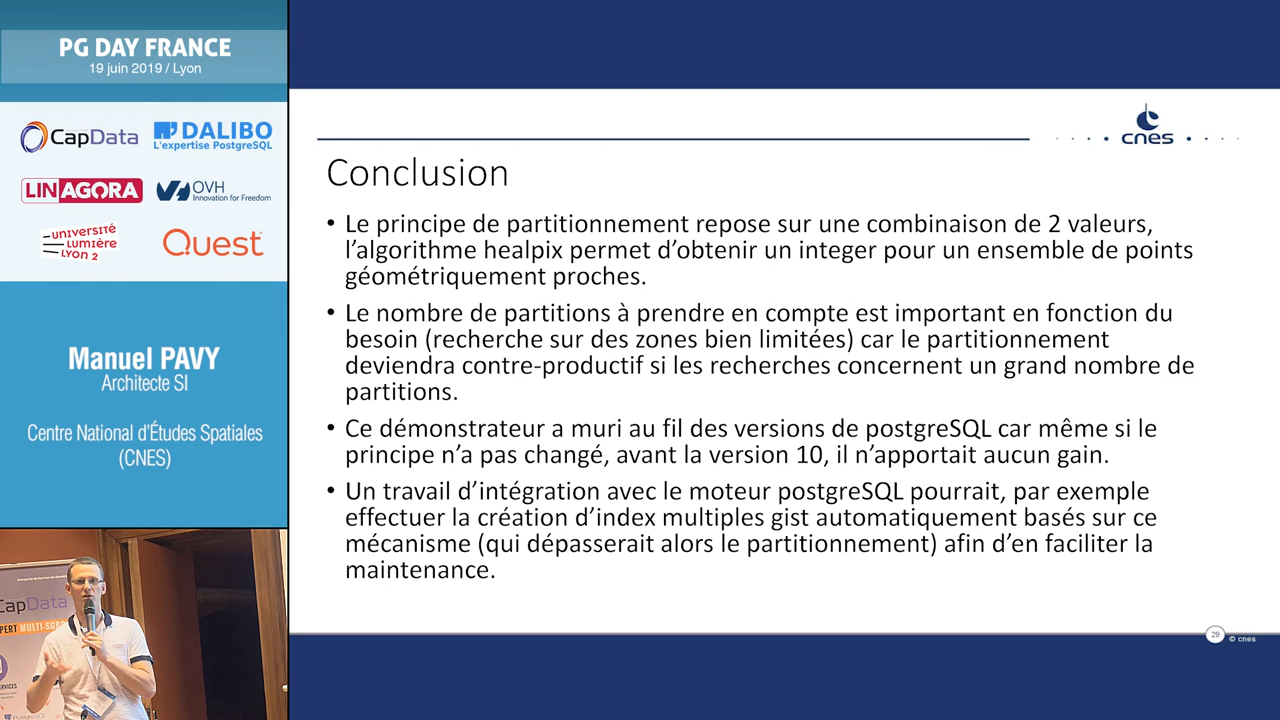 PG DAY FRANCE
19 juin 2019 / Lyon
CapData
DALIBO
L'expertise PostgreSQL
LINAGORA
OVH
Innovation for Freedom
UNIVERSITÉ
LUMIÈRE
LYON 2
Quest
Manuel PAVY
Architecte SI
Centre National d'Études Spatiales
(CNES)
CapData
cnes
Conclusion
• Le principe de partitionnement repose sur une combinaison de 2 valeurs,
l'algorithme healpix permet d'obtenir un integer pour un ensemble de points
géométriquement proches.
• Le nombre de partitions à prendre en compte est important en fonction du
besoin (recherche sur des zones bien limitées) car le partitionnement
deviendra contre-productif si les recherches concernent un grand nombre de
partitions.
• Ce démonstrateur a muri au fil des versions de postgreSQL car même si le
principe n'a pas changé, avant la version 10, il n'apportait aucun gain.
• Un travail d'intégration avec le moteur postgreSQL pourrait, par exemple
effectuer la création d'index multiples gist automatiquement basés sur ce
mécanisme (qui dépasserait alors le partitionnement) afin d'en faciliter la
maintenance.
29 © cnes